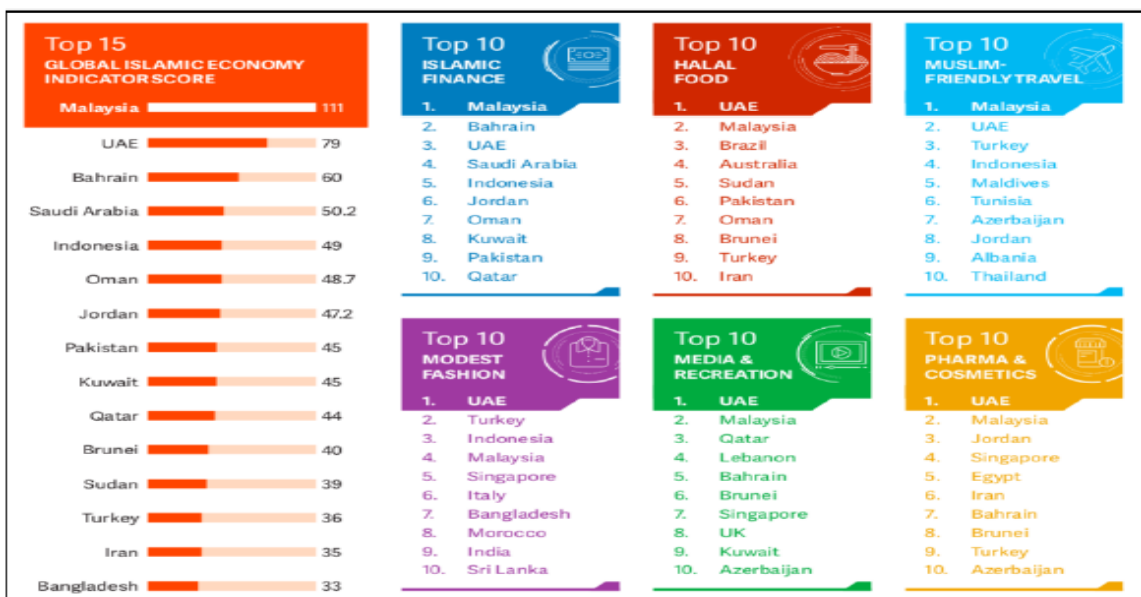 Top 15
GLOBAL ISLAMIC ECONOMY
INDICATOR SCORE
Malaysia 111
UAE 79
Bahrain 60
Saudi Arabia 50.2
Indonesia 49
Oman 48.7
Jordan 47.2
Pakistan 45
Kuwait 45
Qatar 44
Brunei 40
Sudan 39
Turkey 36
Iran 35
Bangladesh 33
Top 10
ISLAMIC
FINANCE
1. Malaysia
2. Bahrain
3. UAE
4. Saudi Arabia
5. Indonesia
6. Jordan
7. Oman
8. Kuwait
9. Pakistan
10. Qatar
Top 10
HALAL
FOOD
1. UAE
2. Malaysia
3. Brazil
4. Australia
5. Sudan
6. Pakistan
7. Oman
8. Brunei
9. Turkey
10. Iran
Top 10
MUSLIM-
FRIENDLY TRAVEL
1. Malaysia
2. UAE
3. Turkey
4. Indonesia
5. Maldives
6. Tunisia
7. Azerbaijan
8. Jordan
9. Albania
10. Thailand
Top 10
MODEST
FASHION
1. UAE
2. Turkey
3. Indonesia
4. Malaysia
5. Singapore
6. Italy
7. Bangladesh
8. Morocco
9. India
10. Sri Lanka
Top 10
MEDIA &
RECREATION
1. UAE
2. Malaysia
3. Qatar
4. Lebanon
5. Bahrain
6. Brunei
7. Singapore
8. UK
9. Kuwait
10. Azerbaijan
Top 10
PHARMA &
COSMETICS
1. UAE
2. Malaysia
3. Jordan
4. Singapore
5. Egypt
6. Iran
7. Bahrain
8. Brunei
9. Turkey
10. Azerbaijan